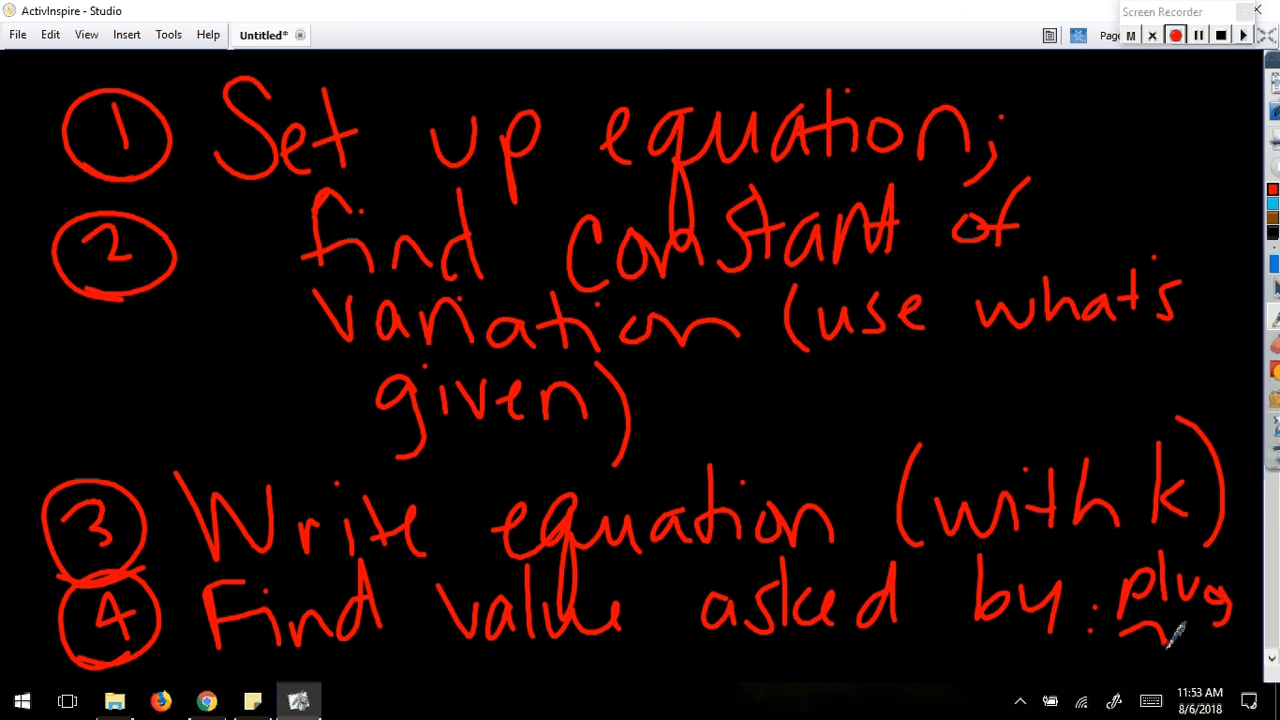 ActivInspire - Studio
Screen Recorder
File Edit View Insert Tools Help Untitled*
Page
M
① Set up equation;
② find constant of
variation (use what's
given)
③ Write equation (with k)
④ Find value asked by: plug
11:53 AM
8/6/2018